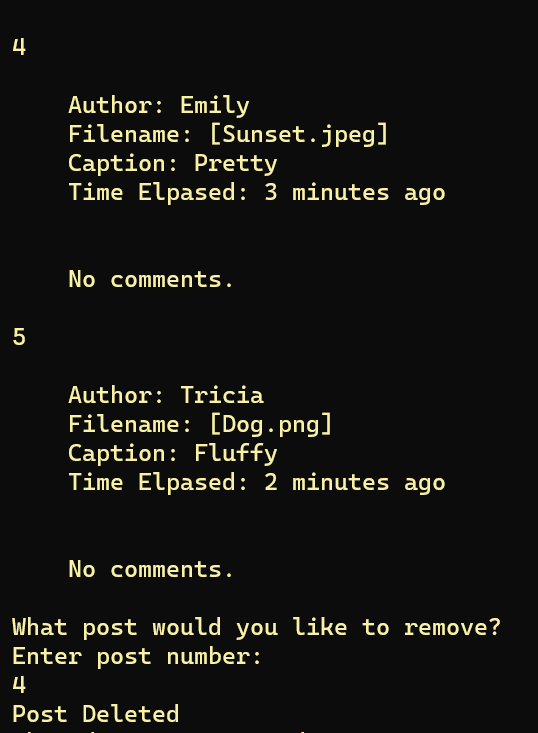 4
Author: Emily
Filename: [Sunset.jpeg]
Caption: Pretty
Time Elpased: 3 minutes ago
No comments.
5
Author: Tricia
Filename: [Dog.png]
Caption: Fluffy
Time Elpased: 2 minutes ago
No comments.
What post would you like to remove?
Enter post number:
4
Post Deleted